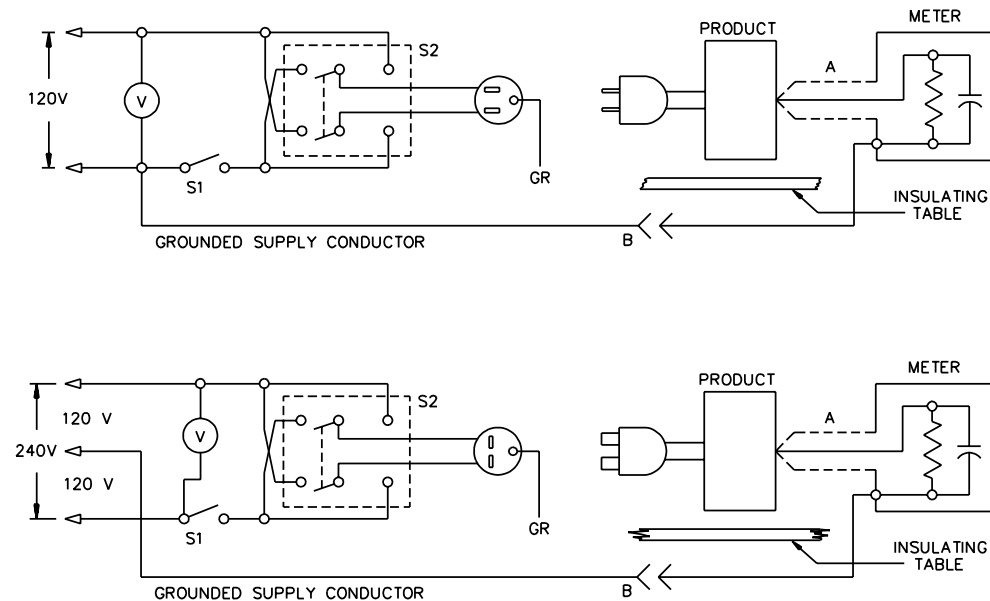 METER
PRODUCT
S2
A
120V
V
S1
GR
INSULATING
TABLE
B
GROUNDED SUPPLY CONDUCTOR
METER
PRODUCT
S2
A
120 V
V
240V
120 V
S1
GR
INSULATING
TABLE
B
GROUNDED SUPPLY CONDUCTOR